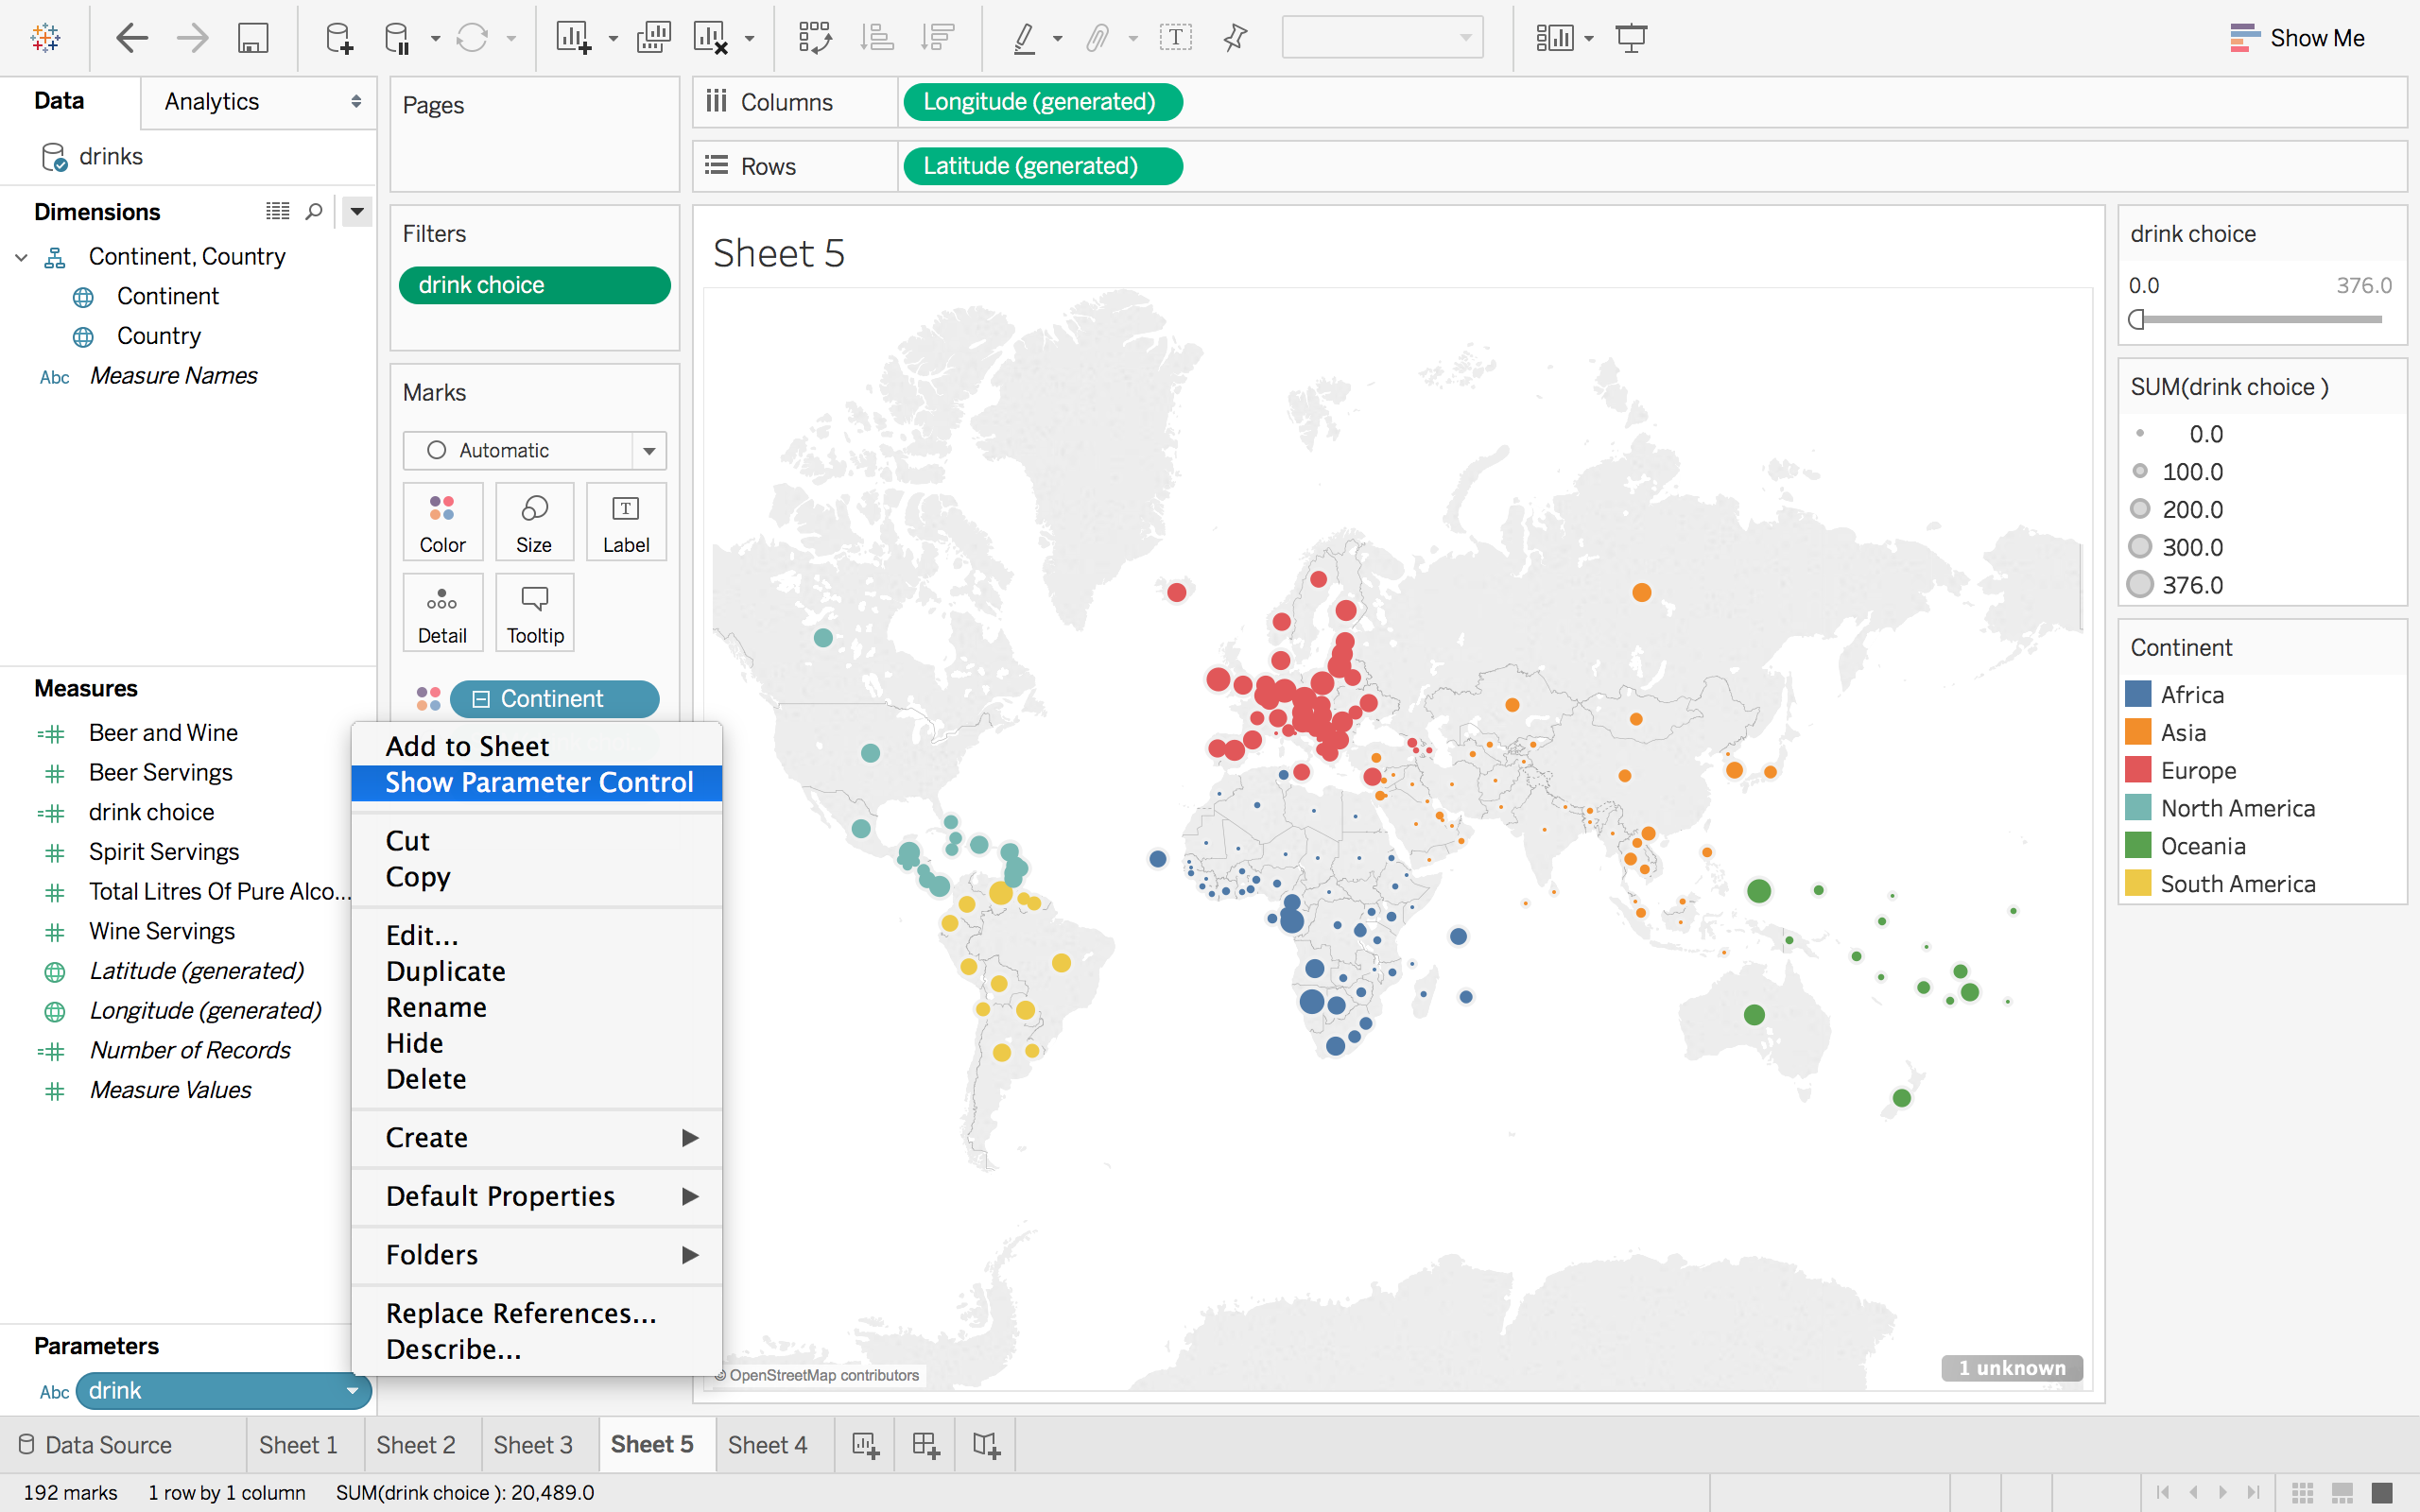 Show Me
Data
Analytics
drinks
Dimensions
Continent, Country
Continent
Country
Abc Measure Names
Measures
Beer and Wine
Beer Servings
drink choice
Spirit Servings
Total Litres Of Pure Alco...
Wine Servings
Latitude (generated)
Longitude (generated)
Number of Records
Measure Values
Parameters
Abc drink
Pages
Filters
drink choice
Marks
Automatic
Color
Size
T
Label
Detail
Tooltip
Continent
Add to Sheet
Show Parameter Control
Cut
Copy
Edit...
Duplicate
Rename
Hide
Delete
Create
Default Properties
Folders
Replace References...
Describe...
Columns
Longitude (generated)
Rows
Latitude (generated)
Sheet 5
© OpenStreetMap contributors
1 unknown
drink choice
0.0 376.0
SUM(drink choice )
0.0
100.0
200.0
300.0
376.0
Continent
Africa
Asia
Europe
North America
Oceania
South America
Data Source
Sheet 1
Sheet 2
Sheet 3
Sheet 5
Sheet 4
192 marks 1 row by 1 column SUM(drink choice ): 20,489.0